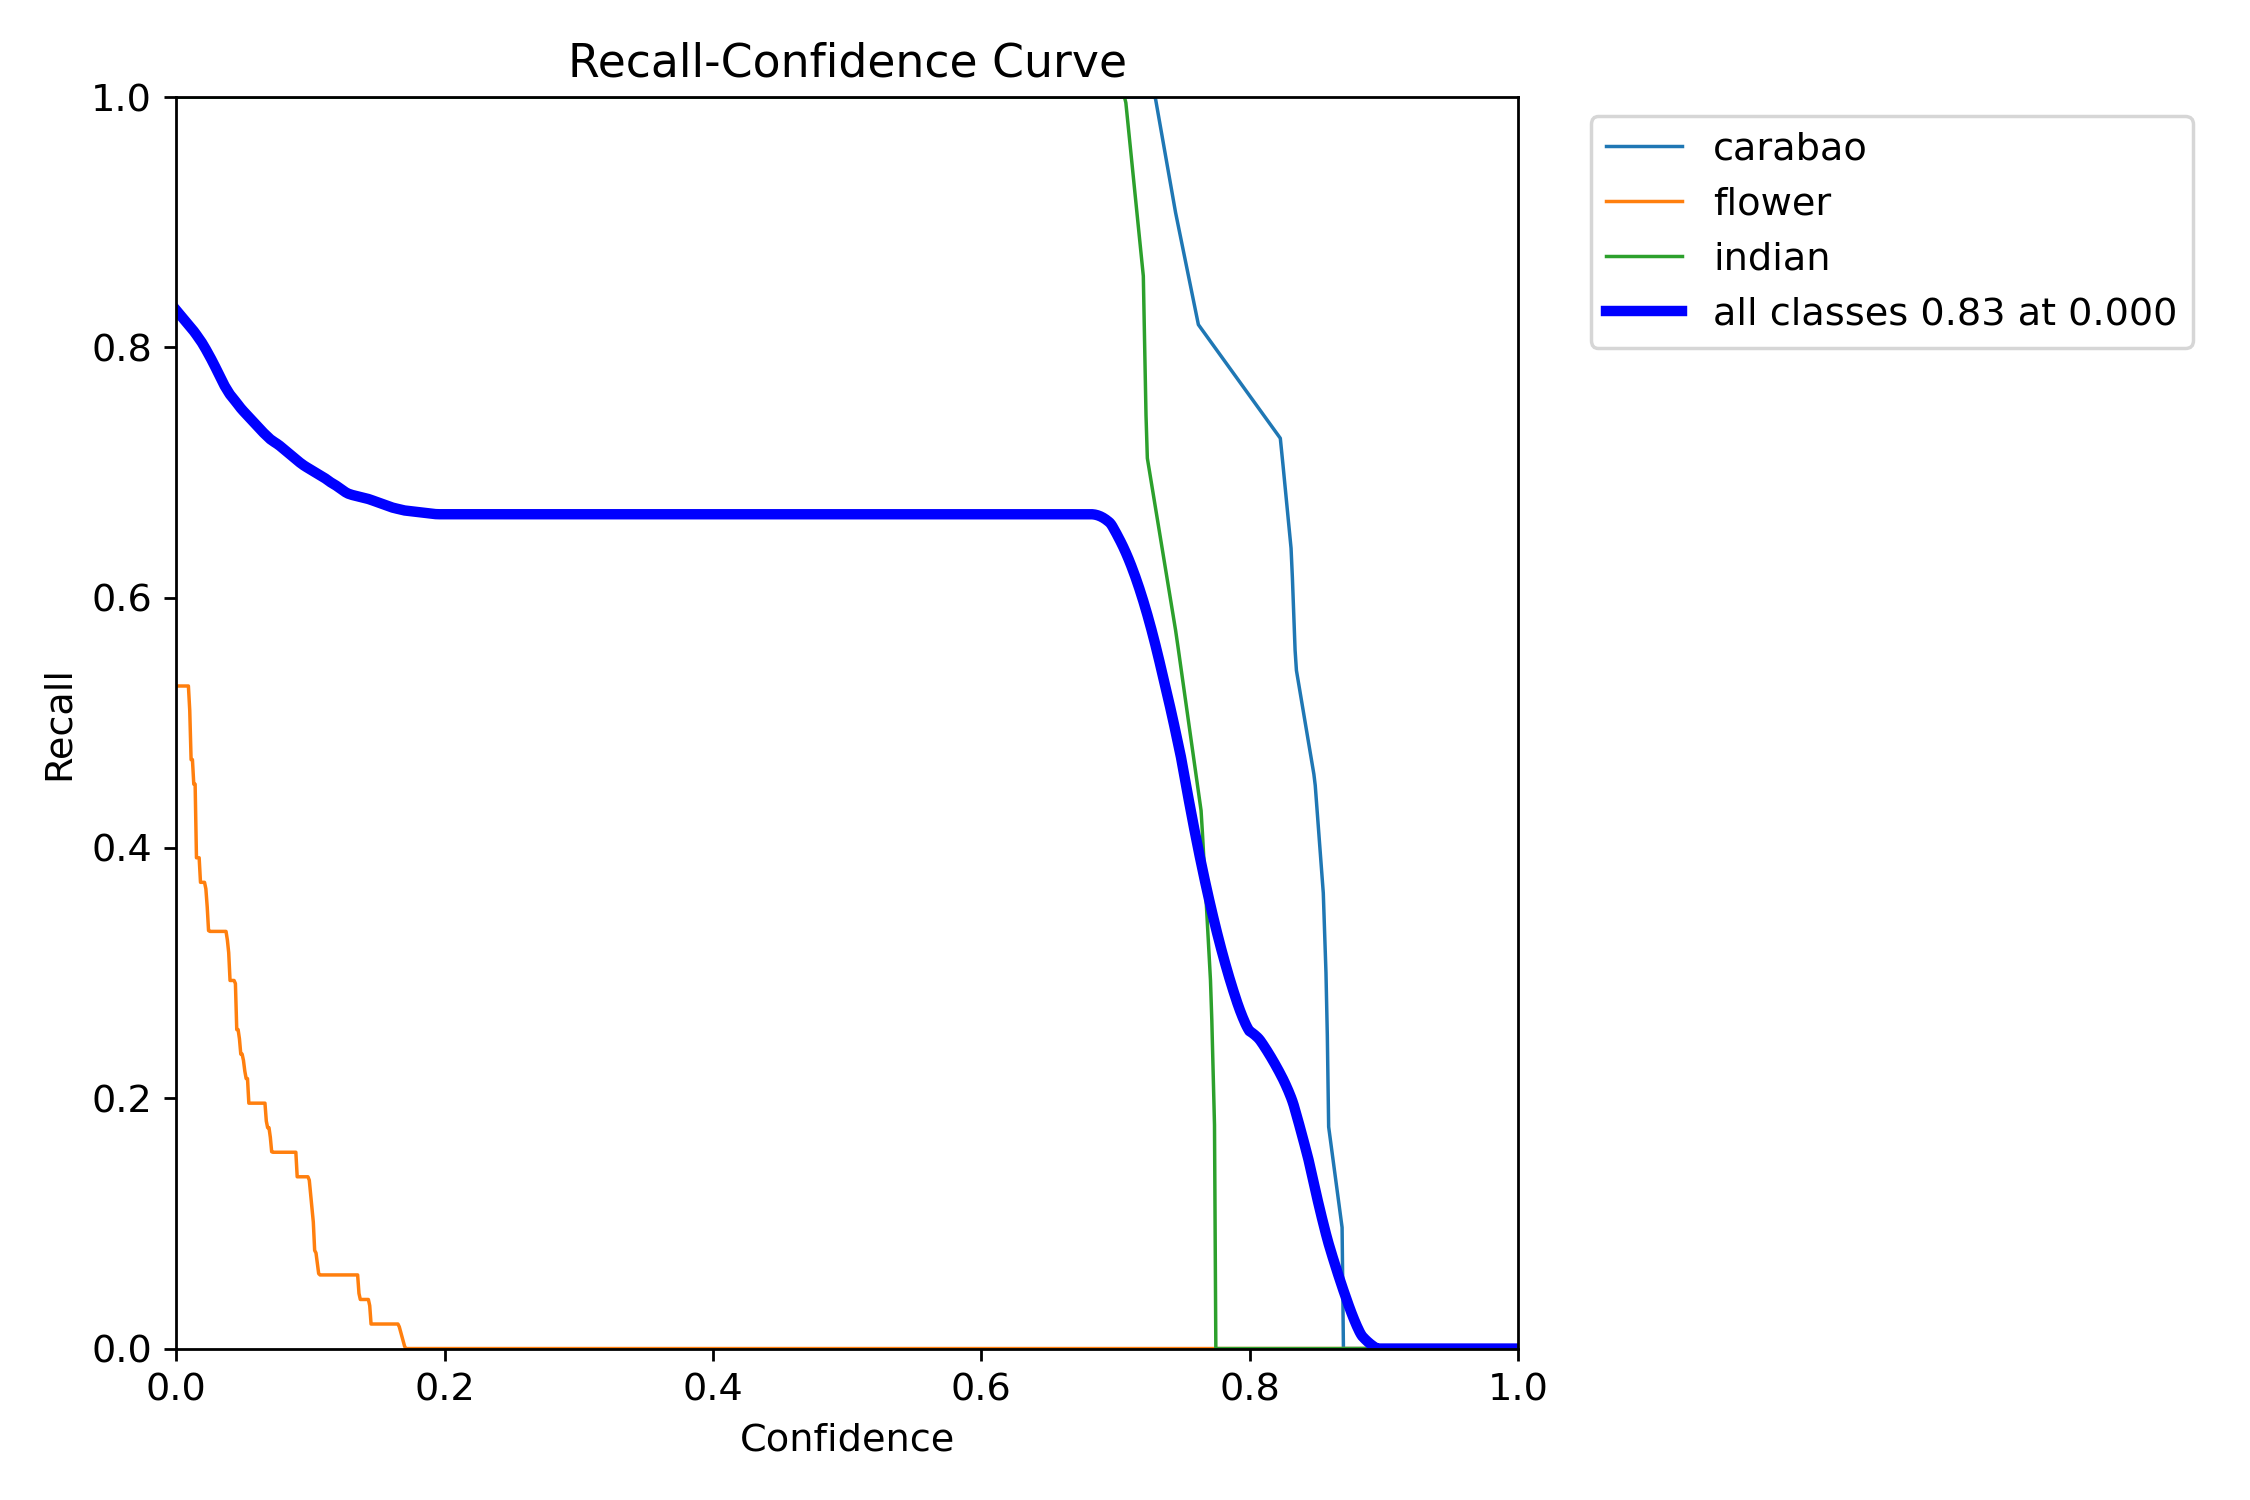 Recall-Confidence Curve
1.0
0.8
0.6
0.4
0.2
0.0
Recall
0.0 0.2 0.4 0.6 0.8 1.0
Confidence
carabao
flower
indian
all classes 0.83 at 0.000